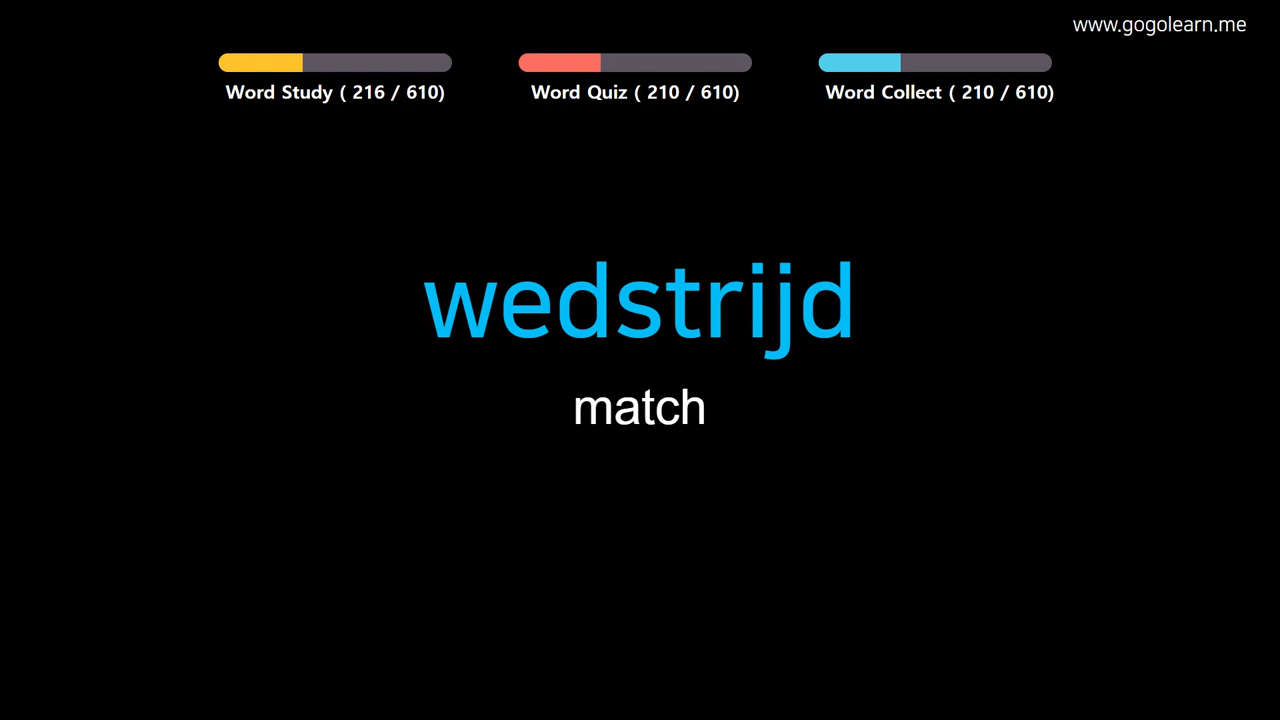 www.gogolearn.me
Word Study ( 216 / 610)
Word Quiz ( 210 / 610)
Word Collect ( 210 / 610)
wedstrijd
match